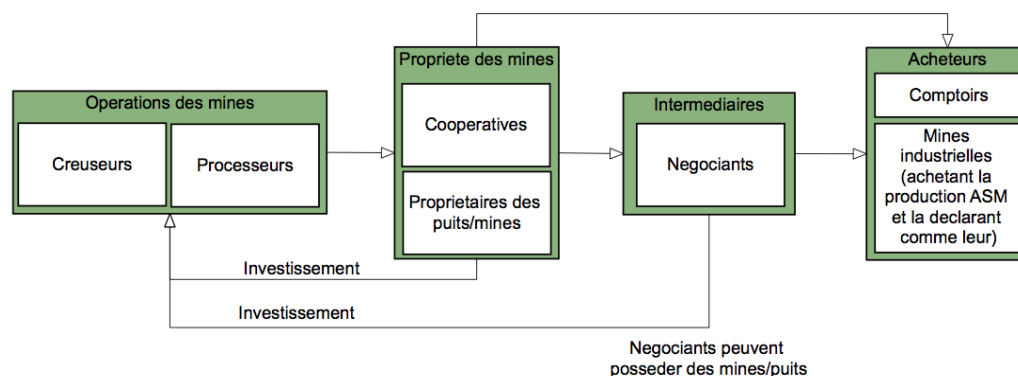 Operations des mines
Creuseurs
Processeurs
Propriete des mines
Cooperatives
Proprietaires des
puits/mines
Intermediaires
Negociants
Acheteurs
Comptoirs
Mines
industrielles
(achetant la
production ASM
et la declarant
comme leur)
Investissement
Investissement
Negociants peuvent
posseder des mines/puits